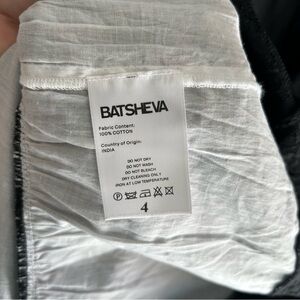 BATSHEVA
Fabric Content:
100% COTTON
Country of Origin:
INDIA
DO NOT DRY
DO NOT WASH
DO NOT BLEACH
DRY CLEANING ONLY
IRON AT LOW TEMPERATURE
4